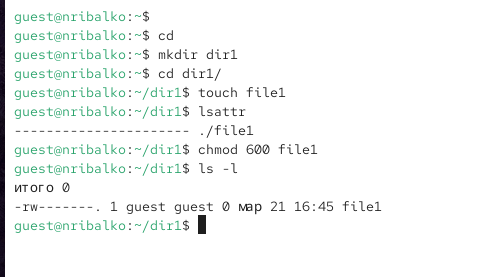 guest@nribalko:~$
guest@nribalko:~$ cd
guest@nribalko:~$ mkdir dir1
guest@nribalko:~$ cd dir1/
guest@nribalko:~/dir1$ touch file1
guest@nribalko:~/dir1$ lsattr
---------------------- ./file1
guest@nribalko:~/dir1$ chmod 600 file1
guest@nribalko:~/dir1$ ls -l
итого 0
-rw-------. 1 guest guest 0 мар 21 16:45 file1
guest@nribalko:~/dir1$